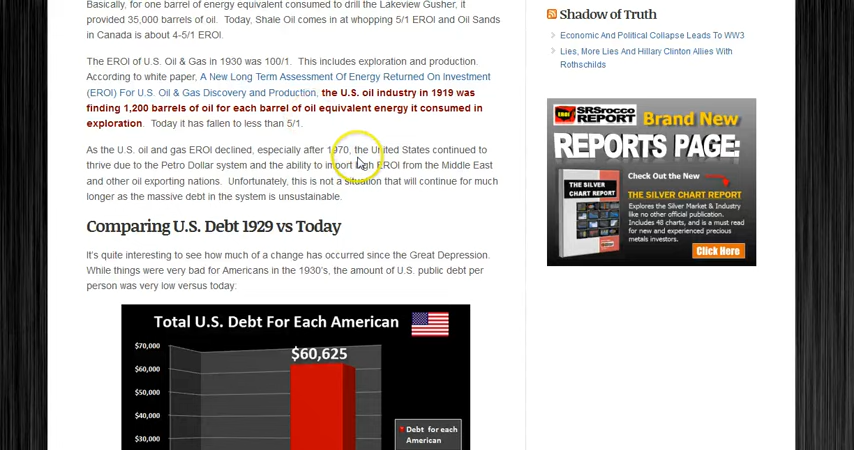 Basically, for one barrel of energy equivalent consumed to drill the Lakeview Gusher, it
provided 35,000 barrels of oil. Today, Shale Oil comes in at whopping 5/1 EROI and Oil Sands
in Canada is about 4-5/1 EROI.
The EROI of U.S. Oil & Gas in 1930 was 100/1. This includes exploration and production.
According to white paper, A New Long Term Assessment Of Energy Returned On Investment
(EROI) For U.S. Oil & Gas Discovery and Production, the U.S. oil industry in 1919 was
finding 1,200 barrels of oil for each barrel of oil equivalent energy it consumed in
exploration. Today it has fallen to less than 5/1.
As the U.S. oil and gas EROI declined, especially after 1970, the United States continued to
thrive due to the Petro Dollar system and the ability to import high EROI from the Middle East
and other oil exporting nations. Unfortunately, this is not a situation that will continue for much
longer as the massive debt in the system is unsustainable.
Comparing U.S. Debt 1929 vs Today
It's quite interesting to see how much of a change has occurred since the Great Depression.
While things were very bad for Americans in the 1930's, the amount of U.S. public debt per
person was very low versus today:
Total U.S. Debt For Each American
$70,000
$60,625
$60,000
$50,000
$40,000
$30,000
Debt for each
American
Shadow of Truth
Economic And Political Collapse Leads To WW3
Lies, More Lies And Hillary Clinton Allies With
Rothschilds
SRSrocco
REPORT
Brand New
REPORTS PAGE:
Check Out the New
THE SILVER CHART REPORT
Explores the Silver Market & Industry
like no other official publication.
Includes 48 charts, and is a must read
for new and experienced precious
metals investors.
Click Here
THE SILVER
CHART REPORT